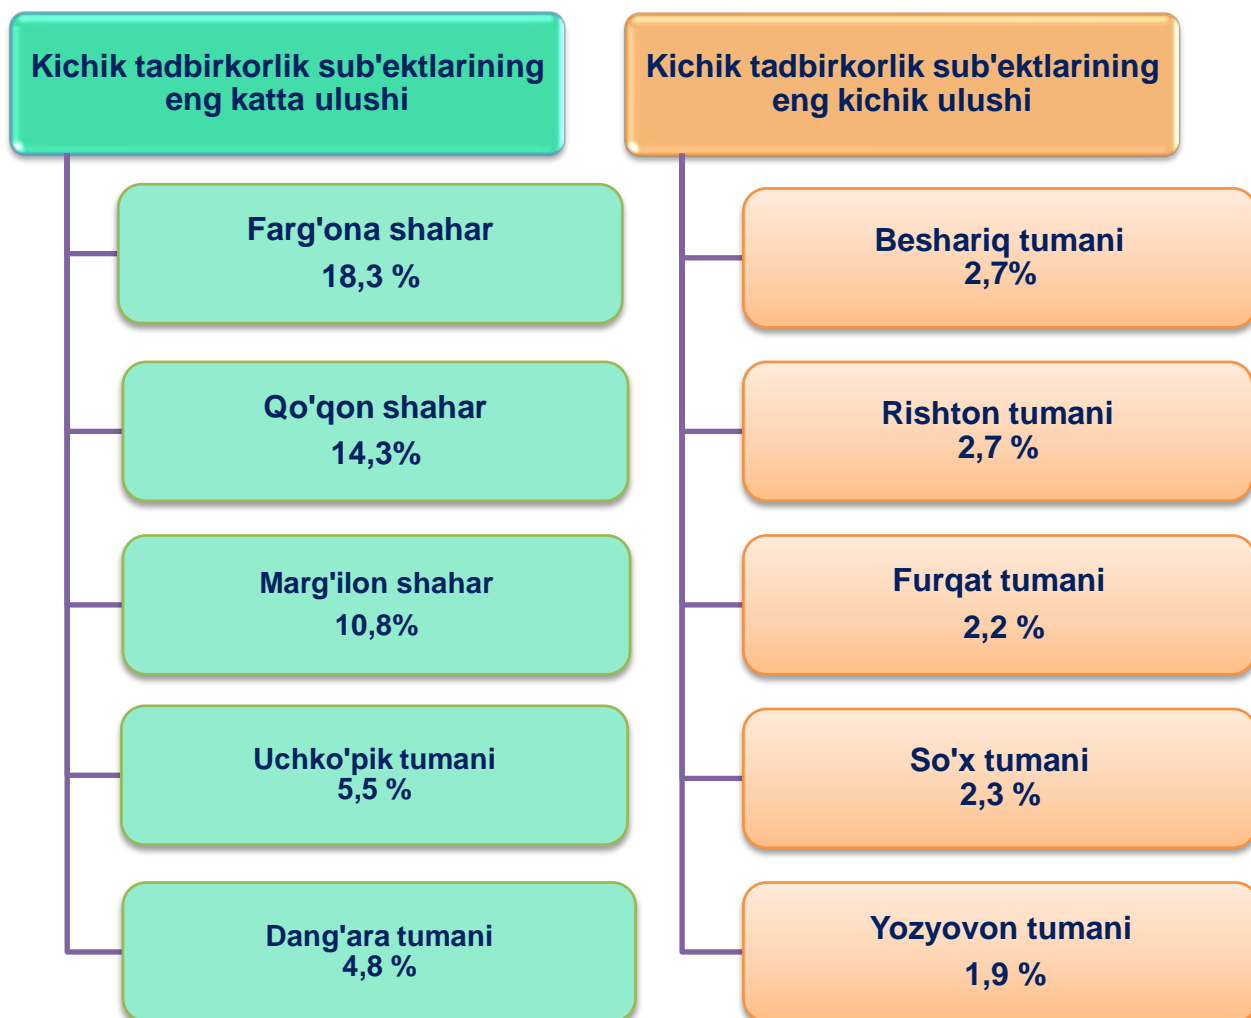 Kichik tadbirkorlik sub'ektlarining
eng katta ulushi
Farg'ona shahar
18,3 %
Qo'qon shahar
14,3%
Marg'ilon shahar
10,8%
Uchko'pik tumani
5,5 %
Dang'ara tumani
4,8 %
Kichik tadbirkorlik sub'ektlarining
eng kichik ulushi
Beshariq tumani
2,7%
Rishton tumani
2,7 %
Furqat tumani
2,2 %
So'x tumani
2,3 %
Yozyovon tumani
1,9 %